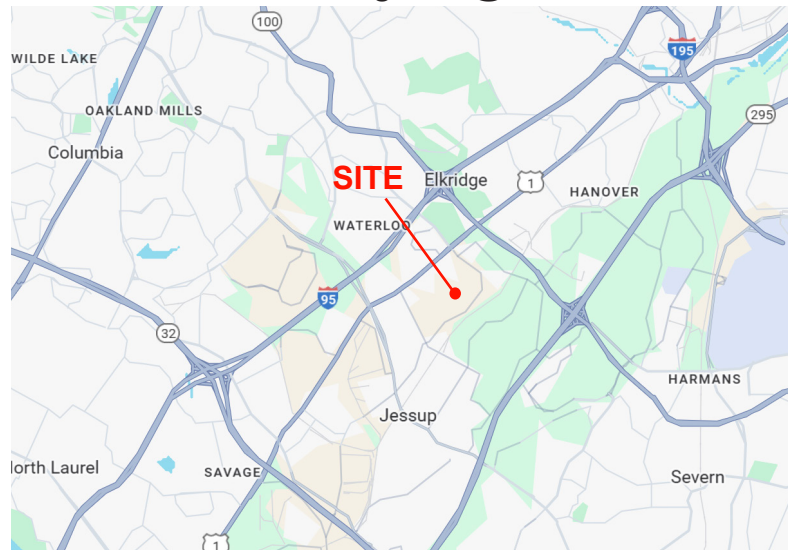 100
195
WILDE LAKE
OAKLAND MILLS
295
Columbia
SITE
Elkridge
1
HANOVER
WATERLOO
95
32
HARMANS
Jessup
orth Laurel
SAVAGE
Severn
1